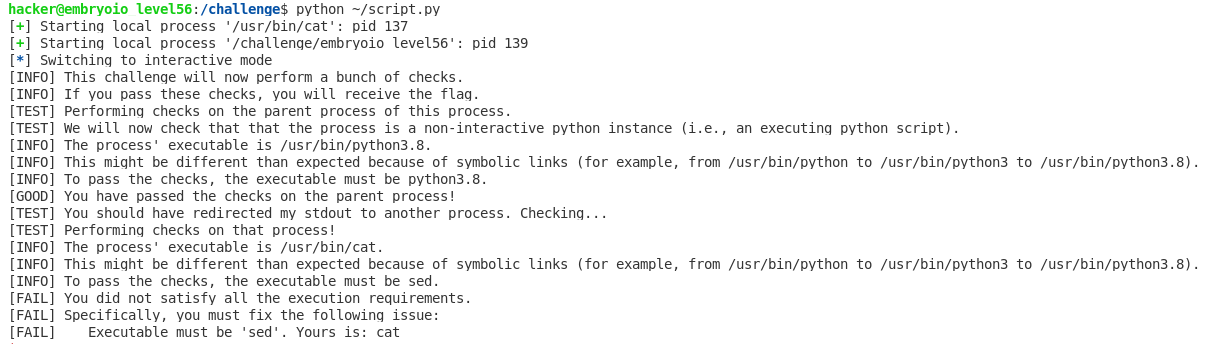 hacker@embryoio_level56:/challenge$ python ~/script.py
[+] Starting local process '/usr/bin/cat': pid 137
[+] Starting local process '/challenge/embryoio_level56': pid 139
[*] Switching to interactive mode
[INFO] This challenge will now perform a bunch of checks.
[INFO] If you pass these checks, you will receive the flag.
[TEST] Performing checks on the parent process of this process.
[TEST] We will now check that that the process is a non-interactive python instance (i.e., an executing python script).
[INFO] The process' executable is /usr/bin/python3.8.
[INFO] This might be different than expected because of symbolic links (for example, from /usr/bin/python to /usr/bin/python3 to /usr/bin/python3.8).
[INFO] To pass the checks, the executable must be python3.8.
[GOOD] You have passed the checks on the parent process!
[TEST] You should have redirected my stdout to another process. Checking...
[TEST] Performing checks on that process!
[INFO] The process' executable is /usr/bin/cat.
[INFO] This might be different than expected because of symbolic links (for example, from /usr/bin/python to /usr/bin/python3 to /usr/bin/python3.8).
[INFO] To pass the checks, the executable must be sed.
[FAIL] You did not satisfy all the execution requirements.
[FAIL] Specifically, you must fix the following issue:
[FAIL]    Executable must be 'sed'. Yours is: cat